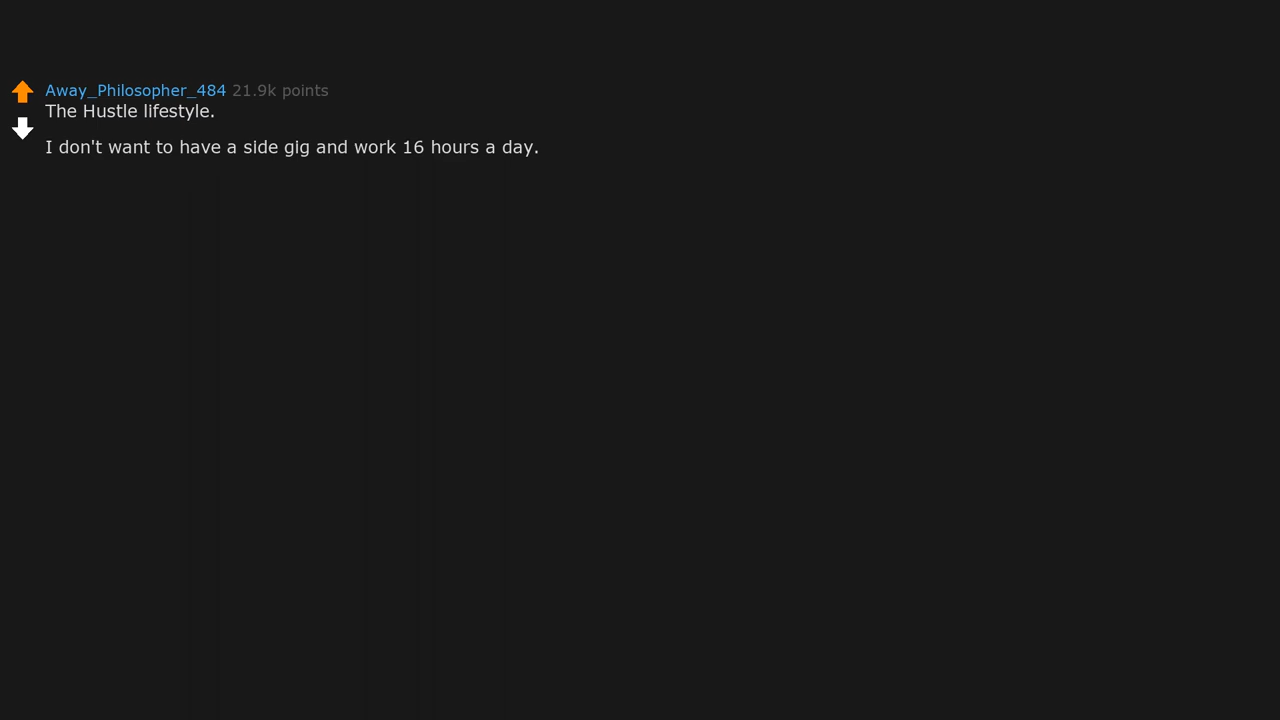 Away_Philosopher_484 21.9k points
The Hustle lifestyle.
I don't want to have a side gig and work 16 hours a day.